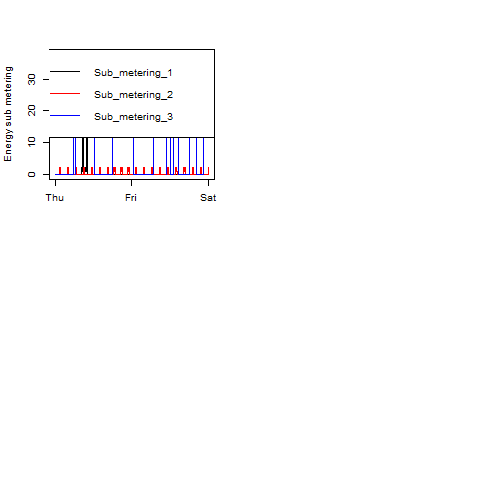 Energy sub metering
30
20
10
0
Sub_metering_1
Sub_metering_2
Sub_metering_3
Thu Fri Sat